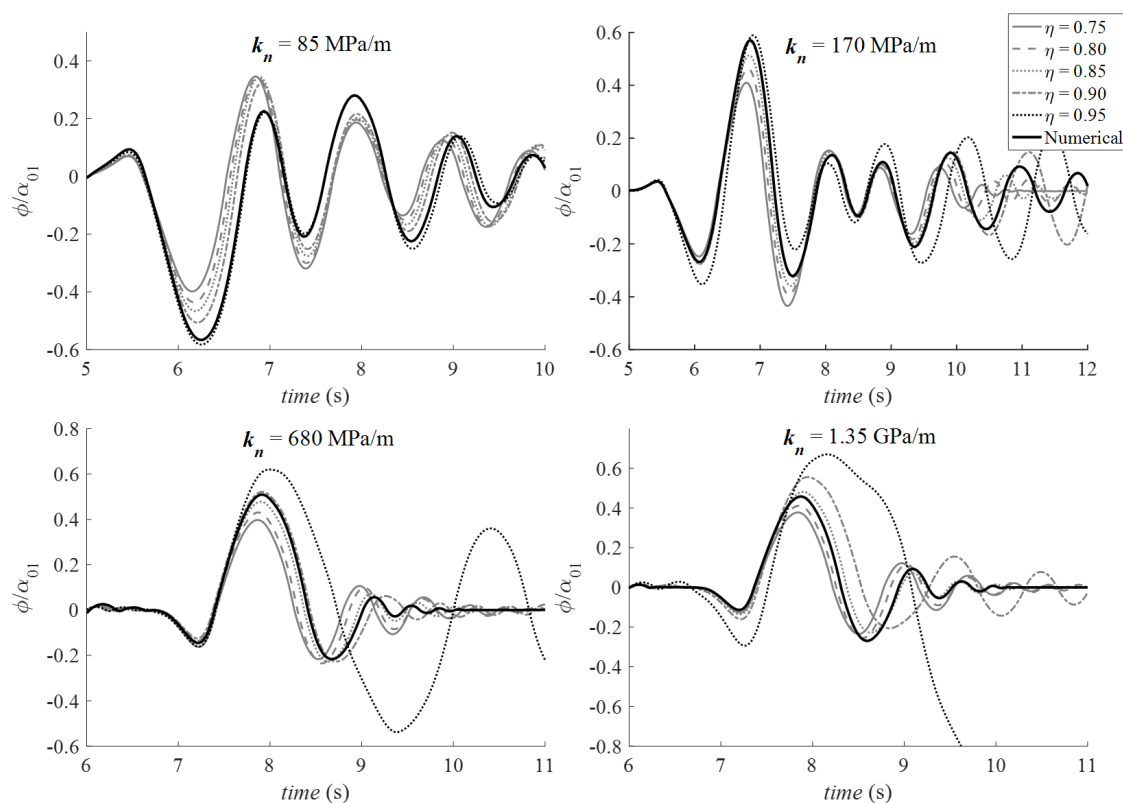 k_n = 85 MPa/m
0.4
0.2
0
-0.2
-0.4
-0.6
ϕ/α_01
5 6 7 8 9 10
time (s)
k_n = 170 MPa/m
0.6
0.4
0.2
0
-0.2
-0.4
-0.6
ϕ/α_01
5 6 7 8 9 10 11 12
time (s)
η = 0.75
η = 0.80
η = 0.85
η = 0.90
η = 0.95
Numerical
k_n = 680 MPa/m
0.8
0.6
0.4
0.2
0
-0.2
-0.4
-0.6
ϕ/α_01
6 7 8 9 10 11
time (s)
k_n = 1.35 GPa/m
0.6
0.4
0.2
0
-0.2
-0.4
-0.6
-0.8
ϕ/α_01
6 7 8 9 10 11
time (s)